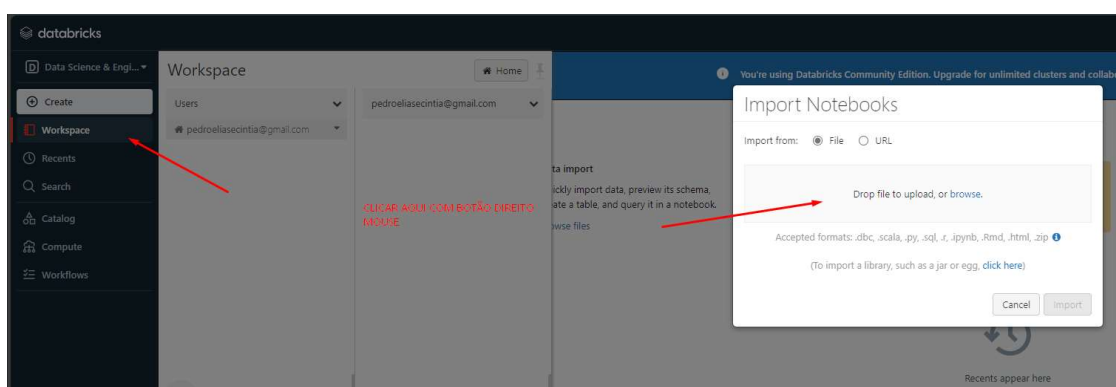 databricks
D Data Science & Engi...
Create
Workspace
Recents
Search
Catalog
Compute
Workflows
Workspace
Home
Users
pedroeliasecintia@gmail.com
pedroeliasecintia@gmail.com
CLICAR AQUI COM BOTÃO DIREITO
MOUSE
You're using Databricks Community Edition. Upgrade for unlimited clusters and collab
ta import
ickly import data, preview its schema,
ate a table, and query it in a notebook.
owse files
Import Notebooks
Import from: File URL
Drop file to upload, or browse.
Accepted formats: .dbc, .scala, .py, .sql, .r, .ipynb, .Rmd, .html, .zip
(To import a library, such as a jar or egg, click here)
Cancel Import
Recents appear here